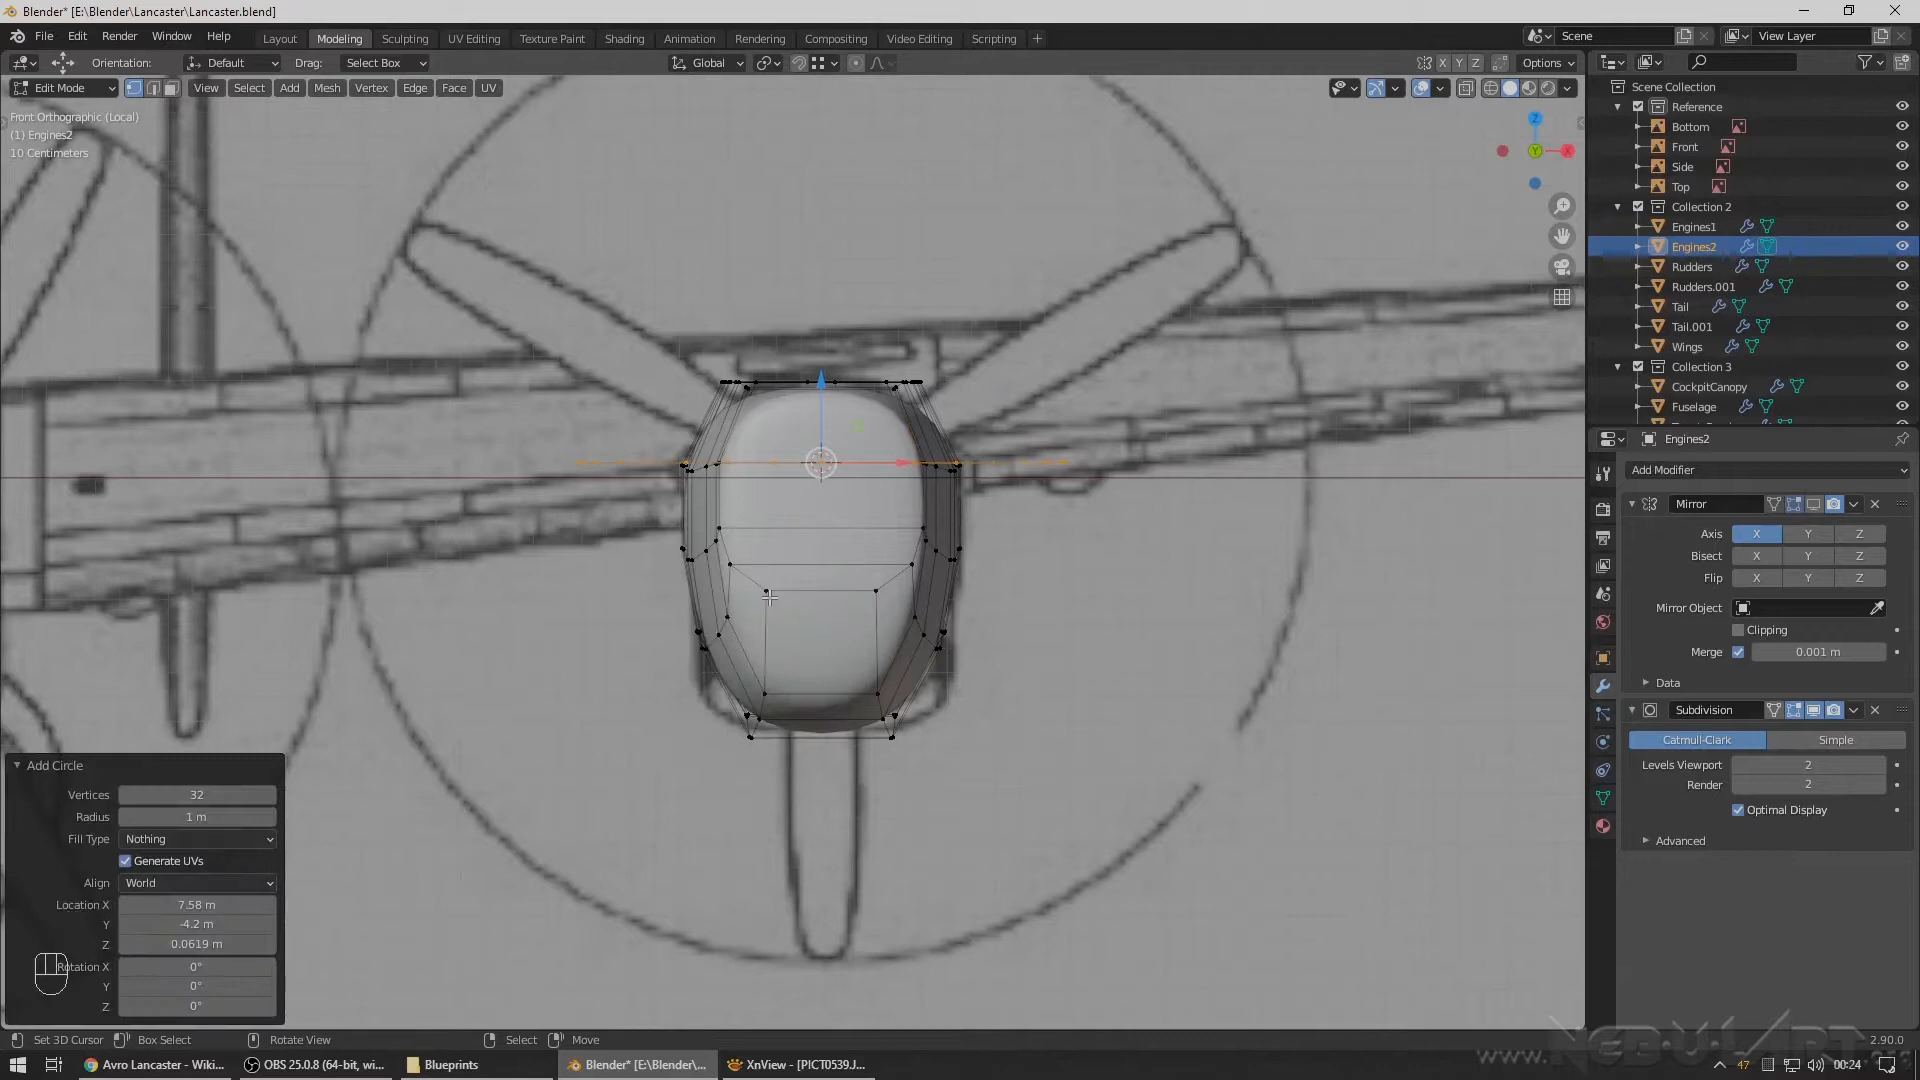 Blender* [E:\Blender\Lancaster\Lancaster.blend]
File Edit Render Window Help
Layout Modeling Sculpting UV Editing Texture Paint Shading Animation Rendering Compositing Video Editing Scripting +
Scene
View Layer
Orientation: Default Drag: Select Box
Global
X Y Z
Options
Edit Mode
View Select Add Mesh Vertex Edge Face UV
Front Orthographic (Local)
(1) Engines2
10 Centimeters
Z
Y
X
Scene Collection
Reference
Bottom
Front
Side
Top
Collection 2
Engines1
Engines2
Rudders
Rudders.001
Tail
Tail.001
Wings
Collection 3
CockpitCanopy
Fuselage
Engines2
Add Modifier
Mirror
Axis X Y Z
Bisect X Y Z
Flip X Y Z
Mirror Object
Clipping
Merge 0.001 m
Data
Subdivision
Catmull-Clark Simple
Levels Viewport 2
Render 2
Optimal Display
Advanced
Add Circle
Vertices 32
Radius 1 m
Fill Type Nothing
Generate UVs
Align World
Location X 7.58 m
Y -4.2 m
Z 0.0619 m
Rotation X 0°
Y 0°
Z 0°
Set 3D Cursor Box Select Rotate View Select Move
2.90.0
Avro Lancaster - Wiki...
OBS 25.0.8 (64-bit, wi...
Blueprints
Blender* [E:\Blender\...
XnView - [PICT0539.J...
47
00:24